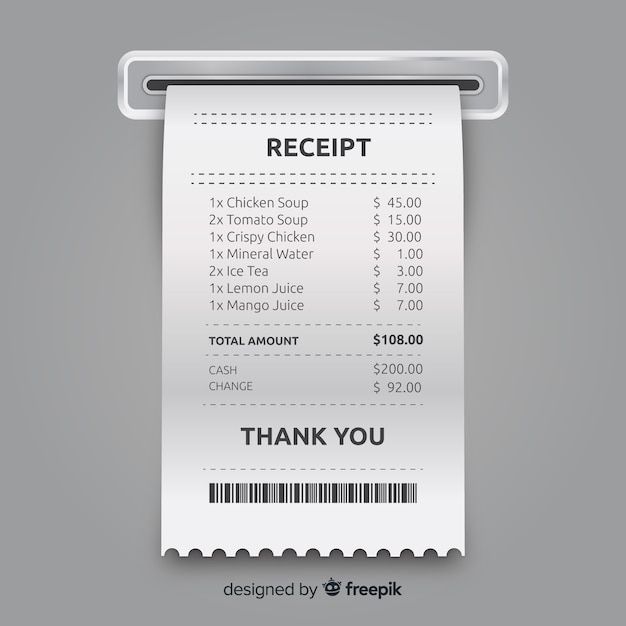 RECEIPT
1x Chicken Soup $ 45.00
2x Tomato Soup $ 15.00
1x Crispy Chicken $ 30.00
1x Mineral Water $ 1.00
2x Ice Tea $ 3.00
1x Lemon Juice $ 7.00
1x Mango Juice $ 7.00
TOTAL AMOUNT $108.00
CASH $200.00
CHANGE $ 92.00
THANK YOU
designed by freepik